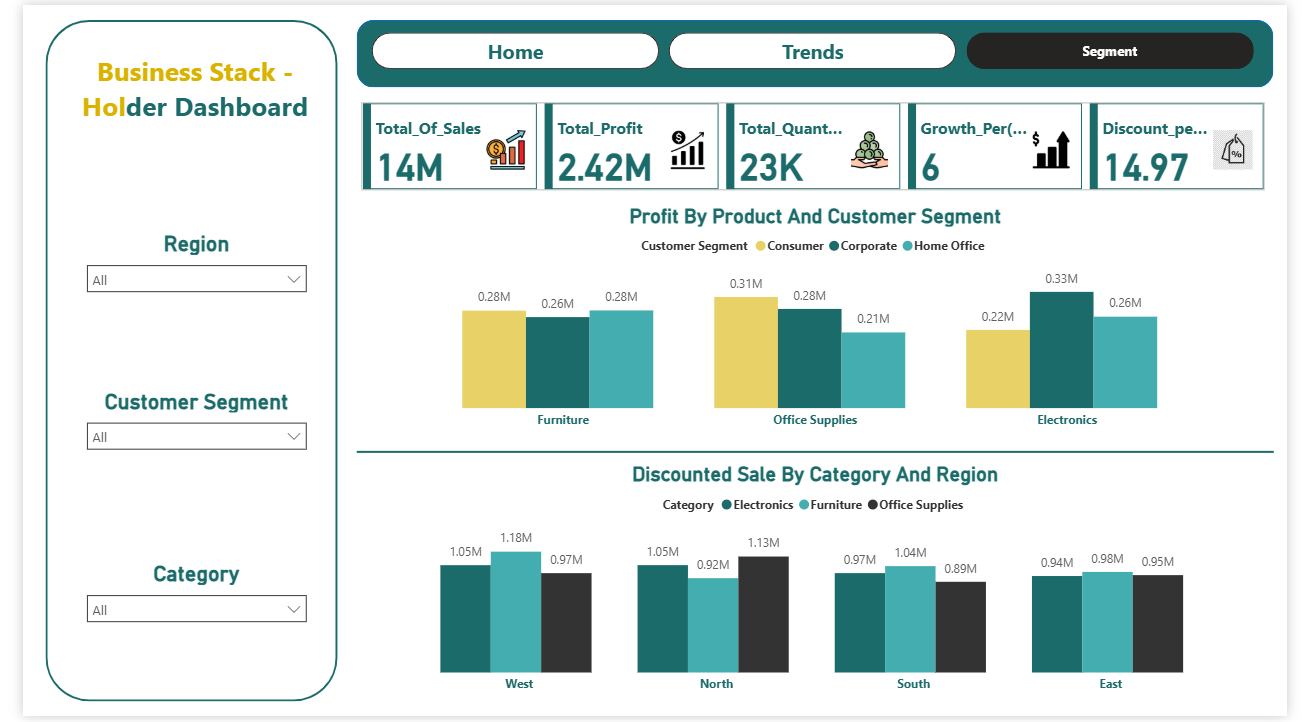 Business Stack -
Holder Dashboard
Region
All
Customer Segment
All
Category
All
Home
Trends
Segment
Total_Of_Sales
14M
Total_Profit
2.42M
Total_Quant...
23K
Growth_Per(...
6
Discount_pe...
14.97
Profit By Product And Customer Segment
Customer Segment Consumer Corporate Home Office
0.28M 0.26M 0.28M
0.31M 0.28M 0.21M
0.22M 0.33M 0.26M
Furniture Office Supplies Electronics
Discounted Sale By Category And Region
Category Electronics Furniture Office Supplies
1.05M 1.18M 0.97M
1.05M 0.92M 1.13M
0.97M 1.04M 0.89M
0.94M 0.98M 0.95M
West North South East